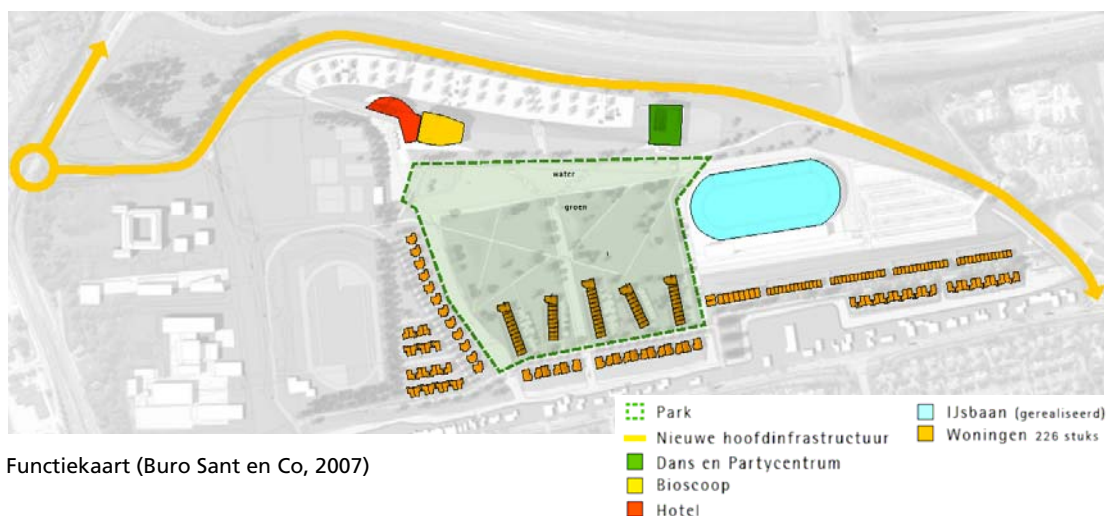 water
groen
Park
Nieuwe hoofdinfrastructuur
Dans en Partycentrum
Bioscoop
Hotel
IJsbaan (gerealiseerd)
Woningen 226 stuks
Functiekaart (Buro Sant en Co, 2007)